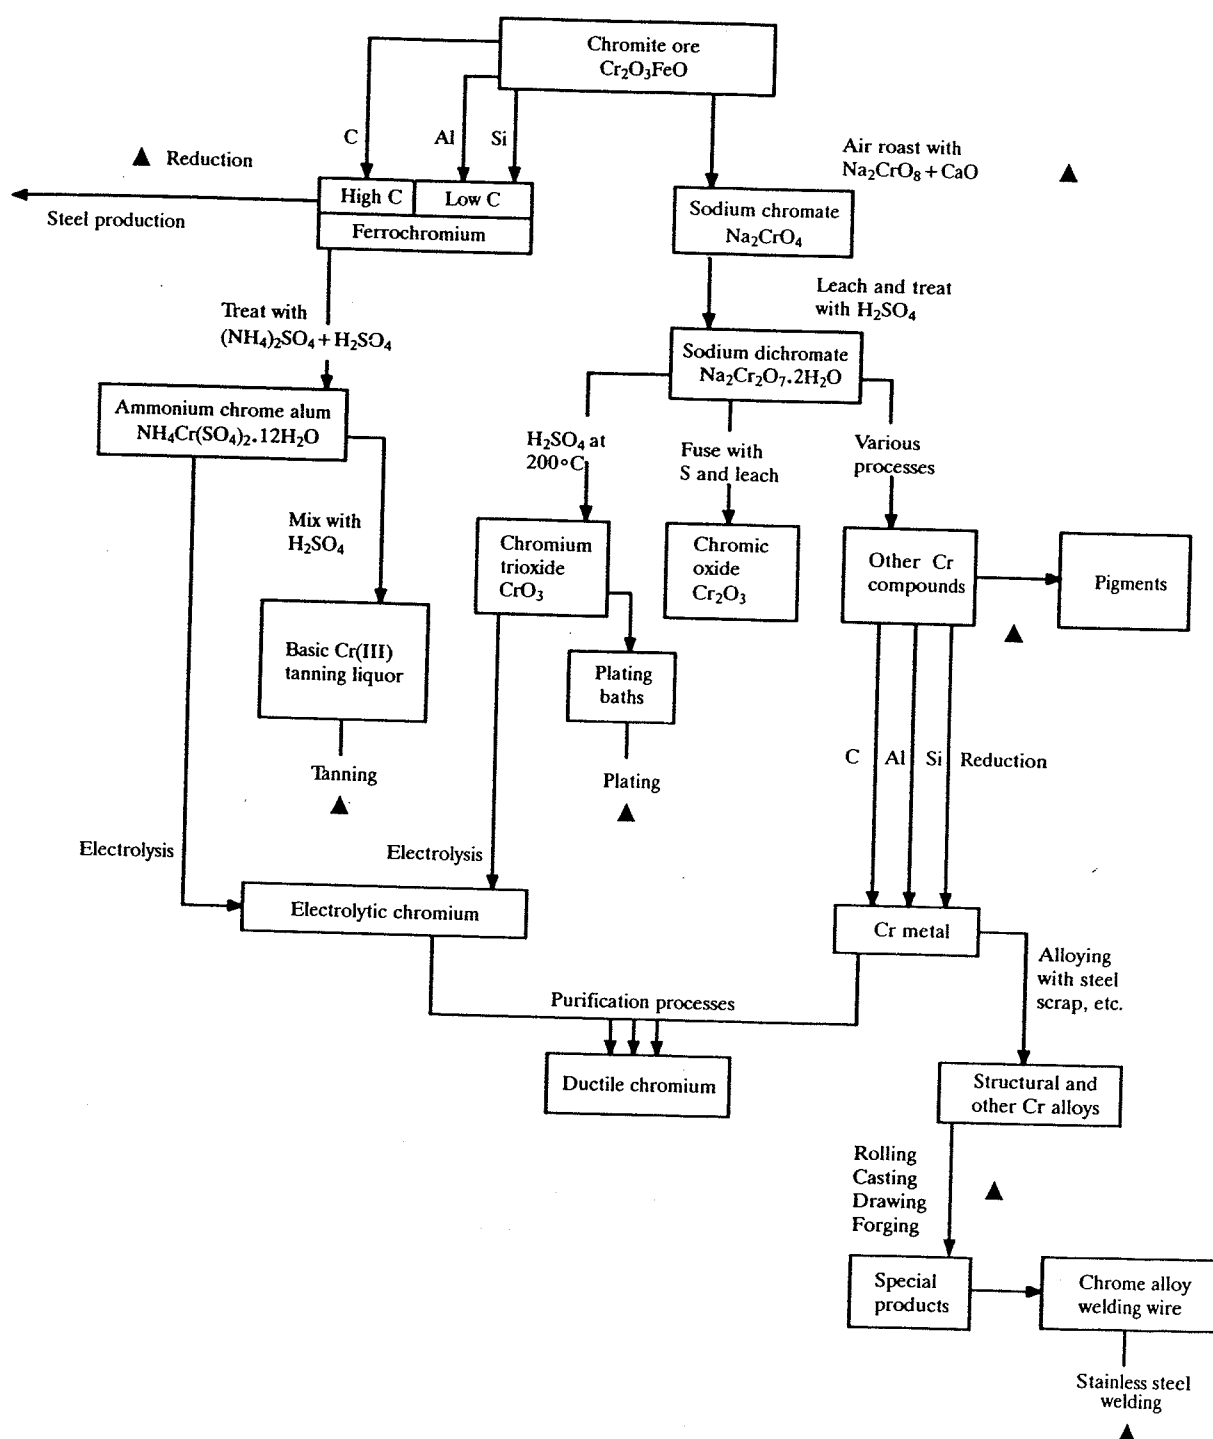 Chromite ore
Cr₂O₃FeO
C
Al
Si
▲ Reduction
Steel production
High C
Low C
Ferrochromium
Air roast with
Na₂CrO₈ + CaO
▲
Sodium chromate
Na₂CrO₄
Treat with
(NH₄)₂SO₄ + H₂SO₄
Leach and treat
with H₂SO₄
Sodium dichromate
Na₂Cr₂O₇.2H₂O
Ammonium chrome alum
NH₄Cr(SO₄)₂.12H₂O
H₂SO₄ at
200°C
Fuse with
S and leach
Various
processes
Mix with
H₂SO₄
Chromium
trioxide
CrO₃
Chromic
oxide
Cr₂O₃
Other Cr
compounds
Pigments
▲
Basic Cr(III)
tanning liquor
Plating
baths
Tanning
▲
Plating
▲
C
Al
Si
Reduction
Electrolysis
Electrolysis
Electrolytic chromium
Cr metal
Alloying
with steel
scrap, etc.
Purification processes
Ductile chromium
Structural and
other Cr alloys
Rolling
Casting
Drawing
Forging
▲
Special
products
Chrome alloy
welding wire
Stainless steel
welding
▲